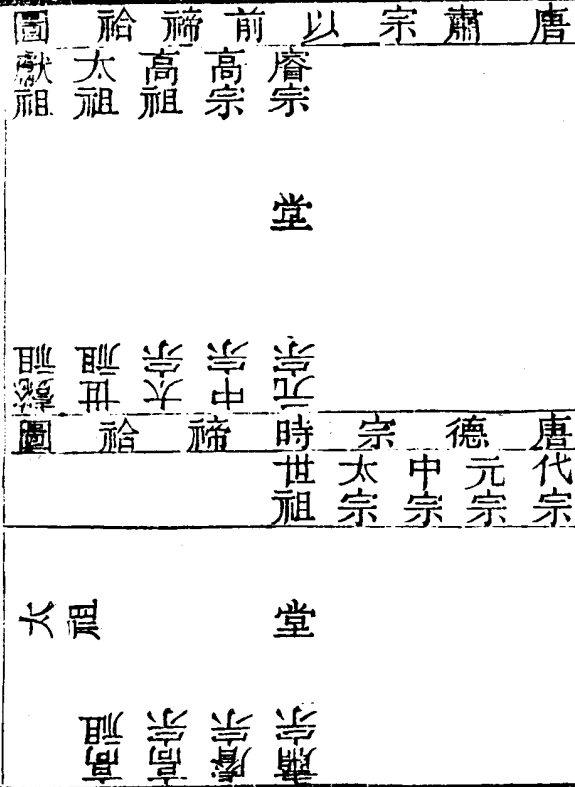 唐肅宗以前禘祫圖
睿宗
高宗
高祖
太祖
獻祖
堂
元宗
中宗
太宗
世祖
懿祖
唐德宗時禘祫圖
代宗
元宗
中宗
太宗
世祖
堂
太祖
肅宗
睿宗
高宗
高祖